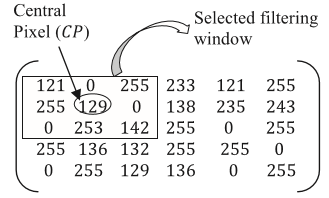 Central
Pixel (CP)
Selected filtering
window
121 0 255 233 121 255
255 129 0 138 235 243
0 253 142 255 0 255
255 136 132 255 255 0
0 255 129 136 0 255